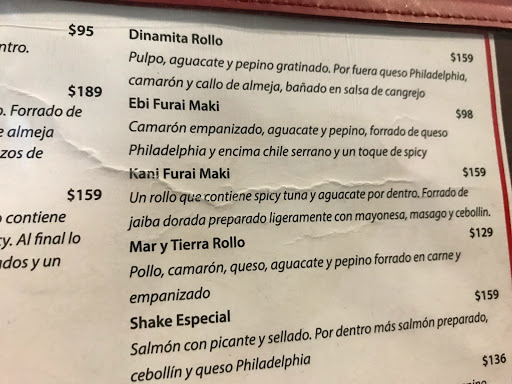 $95
ntro.
$189
o. Forrado de
e almeja
zos de
$159
o contiene
cy. Al final lo
ados y un
Dinamita Rollo
$159
Pulpo, aguacate y pepino gratinado. Por fuera queso Philadelphia,
camarón y callo de almeja, bañado en salsa de cangrejo
Ebi Furai Maki
$98
Camarón empanizado, aguacate y pepino, forrado de queso
Philadelphia y encima chile serrano y un toque de spicy
Kani Furai Maki
$159
Un rollo que contiene spicy tuna y aguacate por dentro. Forrado de
jaiba dorada preparado ligeramente con mayonesa, masago y cebollin.
Mar y Tierra Rollo
$129
Pollo, camarón, queso, aguacate y pepino forrado en carne y
empanizado
Shake Especial
$159
Salmón con picante y sellado. Por dentro más salmón preparado,
cebollín y queso Philadelphia
$136